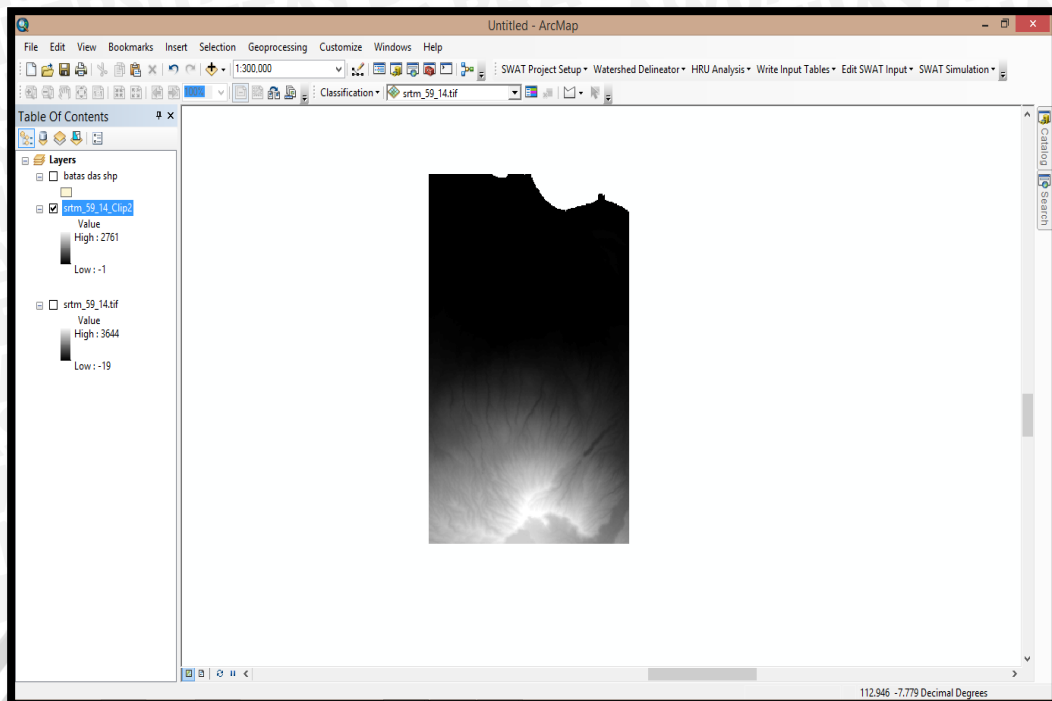 Untitled - ArcMap
File Edit View Bookmarks Insert Selection Geoprocessing Customize Windows Help
1:300,000 SWAT Project Setup Watershed Delineator HRU Analysis Write Input Tables Edit SWAT Input SWAT Simulation
100% Classification srtm_59_14.tif
Table Of Contents
Layers
batas das shp
srtm_59_14_Clip2
Value
High : 2761
Low : -1
srtm_59_14.tif
Value
High : 3644
Low : -19
Catalog
Search
112.946 -7.779 Decimal Degrees